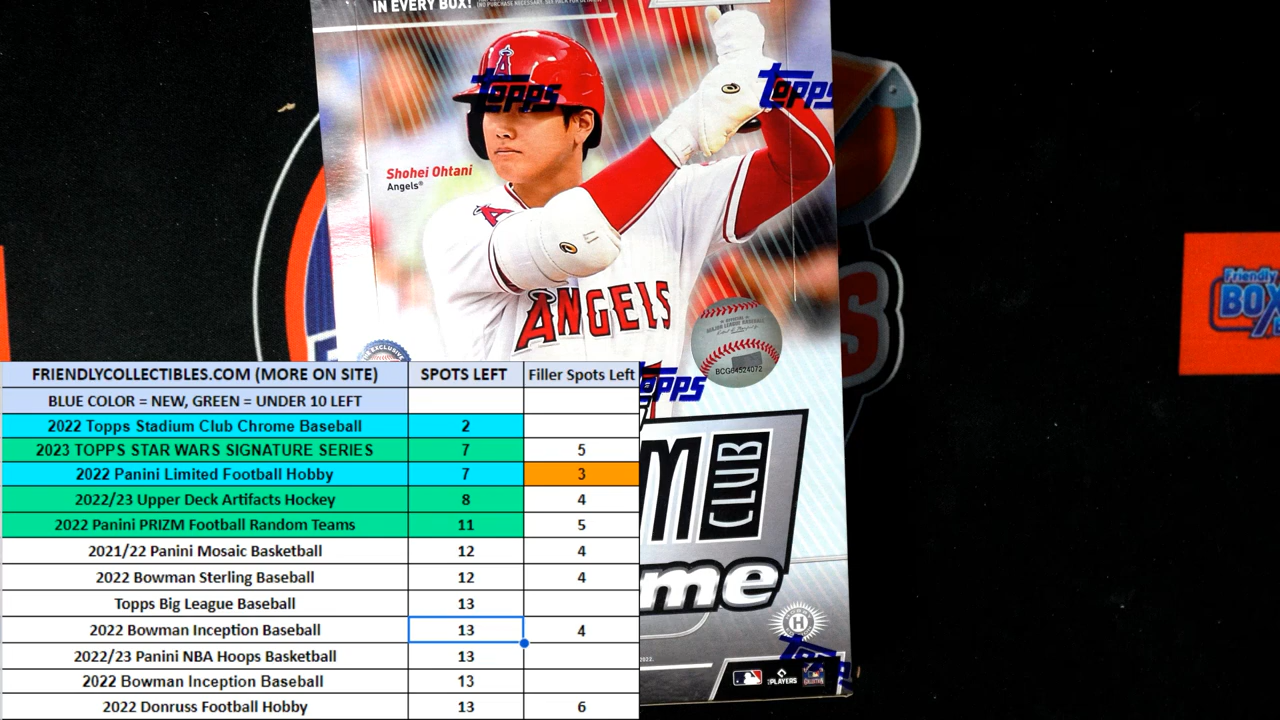 IN EVERY BOX!
TOPPS
TOPPS
Shohei Ohtani
Angels®
A
ANGELS
BCG64524072
TOPPS
CLUB
H
PLAYERS
Friendly
BOX
FRIENDLYCOLLECTIBLES.COM (MORE ON SITE) SPOTS LEFT Filler Spots Left
BLUE COLOR = NEW, GREEN = UNDER 10 LEFT
2022 Topps Stadium Club Chrome Baseball 2
2023 TOPPS STAR WARS SIGNATURE SERIES 7 5
2022 Panini Limited Football Hobby 7 3
2022/23 Upper Deck Artifacts Hockey 8 4
2022 Panini PRIZM Football Random Teams 11 5
2021/22 Panini Mosaic Basketball 12 4
2022 Bowman Sterling Baseball 12 4
Topps Big League Baseball 13
2022 Bowman Inception Baseball 13 4
2022/23 Panini NBA Hoops Basketball 13
2022 Bowman Inception Baseball 13
2022 Donruss Football Hobby 13 6